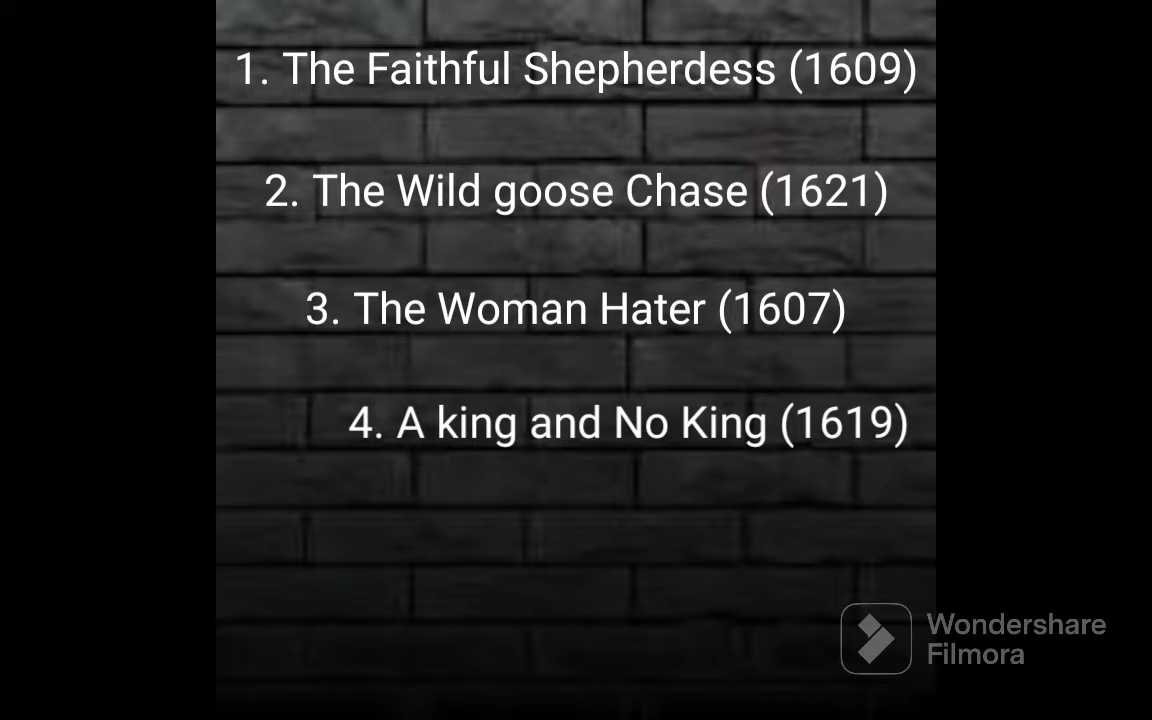 1. The Faithful Shepherdess (1609)
2. The Wild goose Chase (1621)
3. The Woman Hater (1607)
4. A king and No King (1619)
Wondershare
Filmora